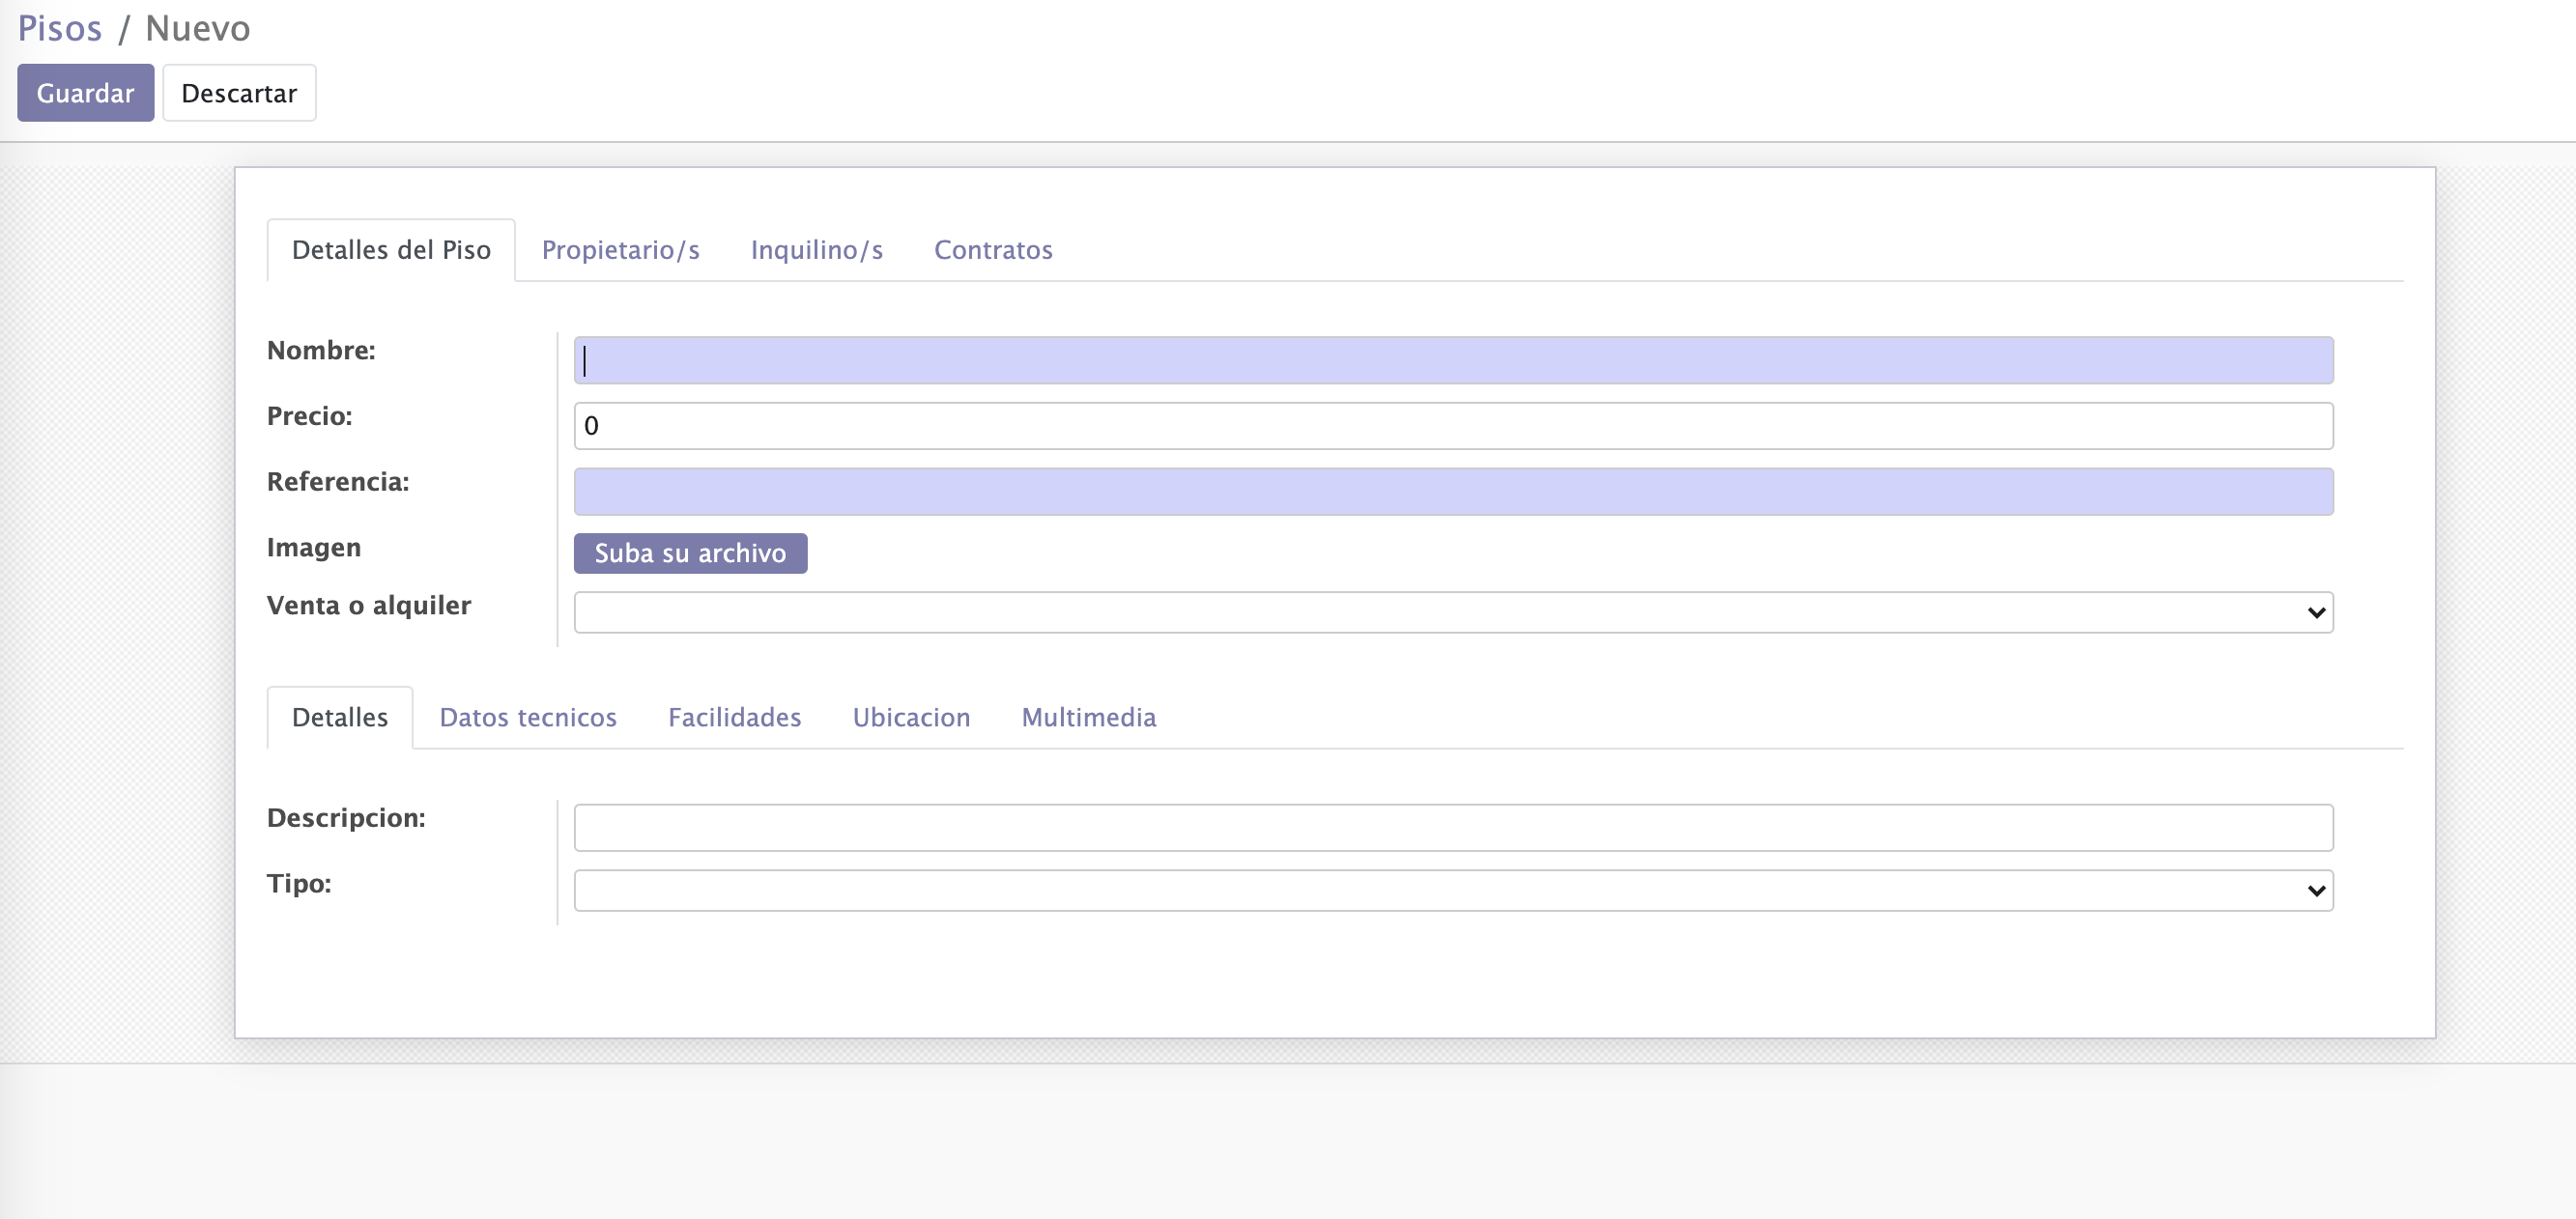 Pisos / Nuevo
Guardar Descartar
Detalles del Piso Propietario/s Inquilino/s Contratos
Nombre:
Precio: 0
Referencia:
Imagen Suba su archivo
Venta o alquiler
Detalles Datos tecnicos Facilidades Ubicacion Multimedia
Descripcion:
Tipo: